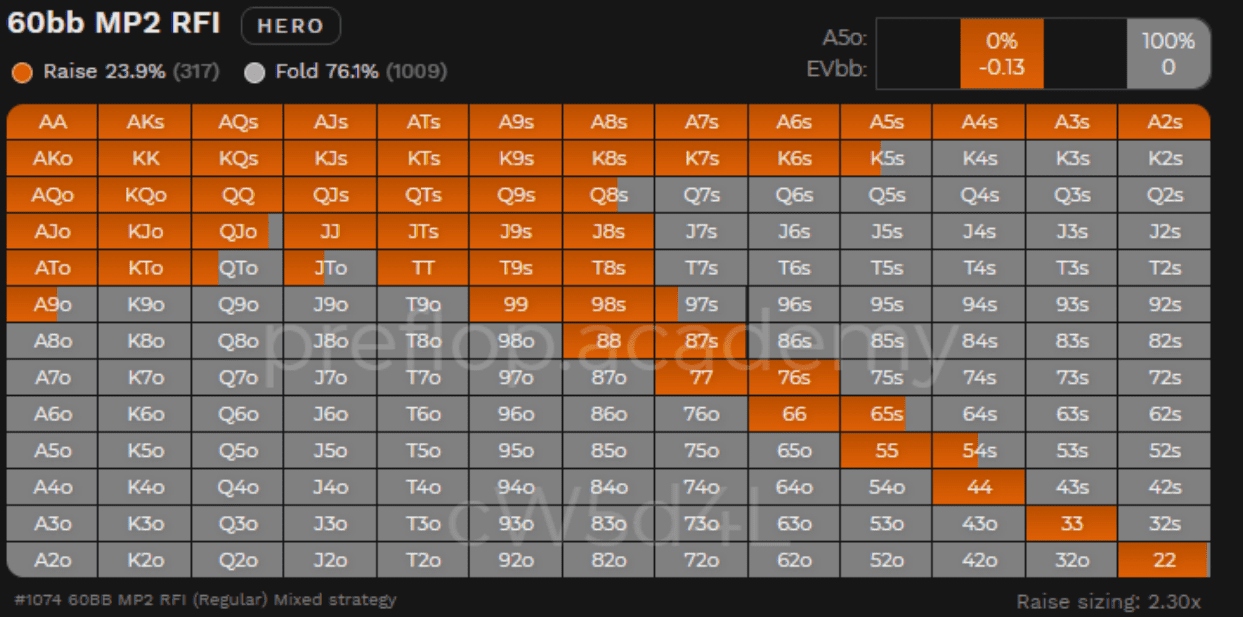 60bb MP2 RFI HERO
Raise 23.9% (317) Fold 76.1% (1009)
A5o: 0% 100%
EVbb: -0.13 0
AA AKs AQs AJs ATs A9s A8s A7s A6s A5s A4s A3s A2s
AKo KK KQs KJs KTs K9s K8s K7s K6s K5s K4s K3s K2s
AQo KQo QQ QJs QTs Q9s Q8s Q7s Q6s Q5s Q4s Q3s Q2s
AJo KJo QJo JJ JTs J9s J8s J7s J6s J5s J4s J3s J2s
ATo KTo QTo JTo TT T9s T8s T7s T6s T5s T4s T3s T2s
A9o K9o Q9o J9o T9o 99 98s 97s 96s 95s 94s 93s 92s
preflop.academy
A8o K8o Q8o J8o T8o 98o 88 87s 86s 85s 84s 83s 82s
A7o K7o Q7o J7o T7o 97o 87o 77 76s 75s 74s 73s 72s
A6o K6o Q6o J6o T6o 96o 86o 76o 66 65s 64s 63s 62s
A5o K5o Q5o J5o T5o 95o 85o 75o 65o 55 54s 53s 52s
A4o K4o Q4o J4o T4o 94o 84o 74o 64o 54o 44 43s 42s
cW5d4L
A3o K3o Q3o J3o T3o 93o 83o 73o 63o 53o 43o 33 32s
A2o K2o Q2o J2o T2o 92o 82o 72o 62o 52o 42o 32o 22
#1074 60BB MP2 RFI (Regular) Mixed strategy
Raise sizing: 2.30x